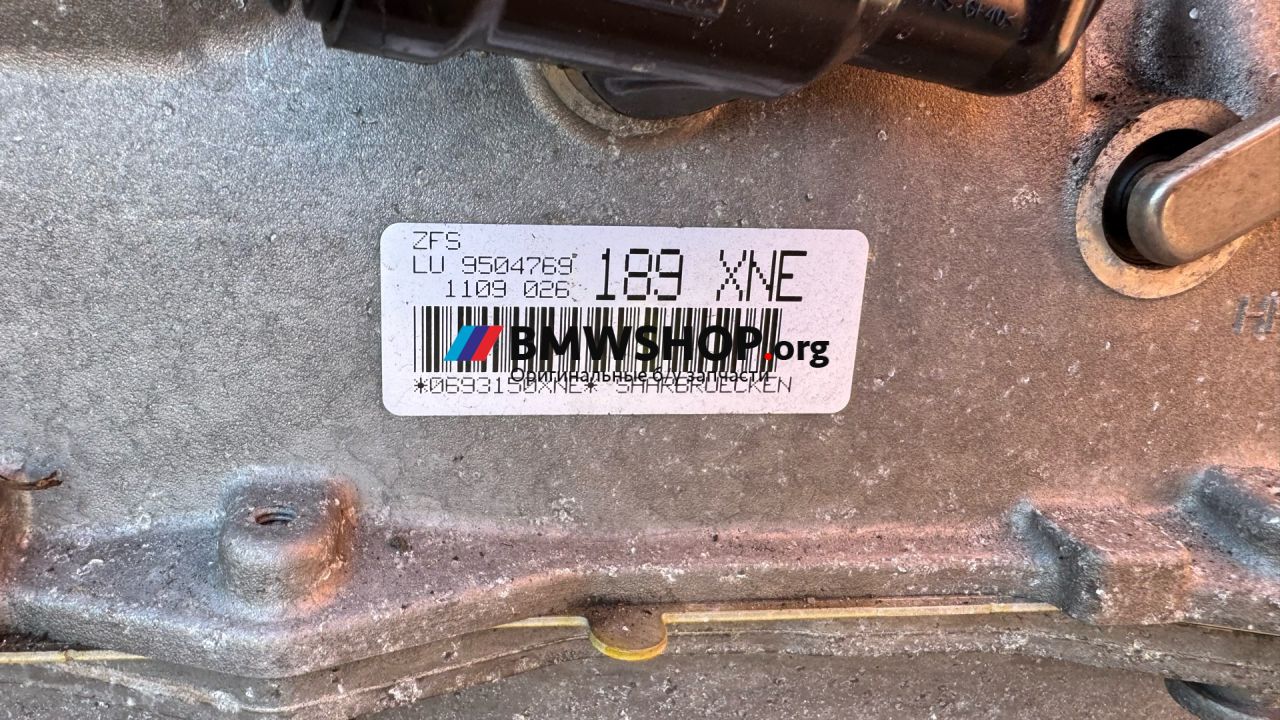 ZFS
LU 9504769
1109 026
189 XNE
BMWSHOP.org
Оригинальные б/у запчасти
*0693150XNE* SAARBRUECKEN